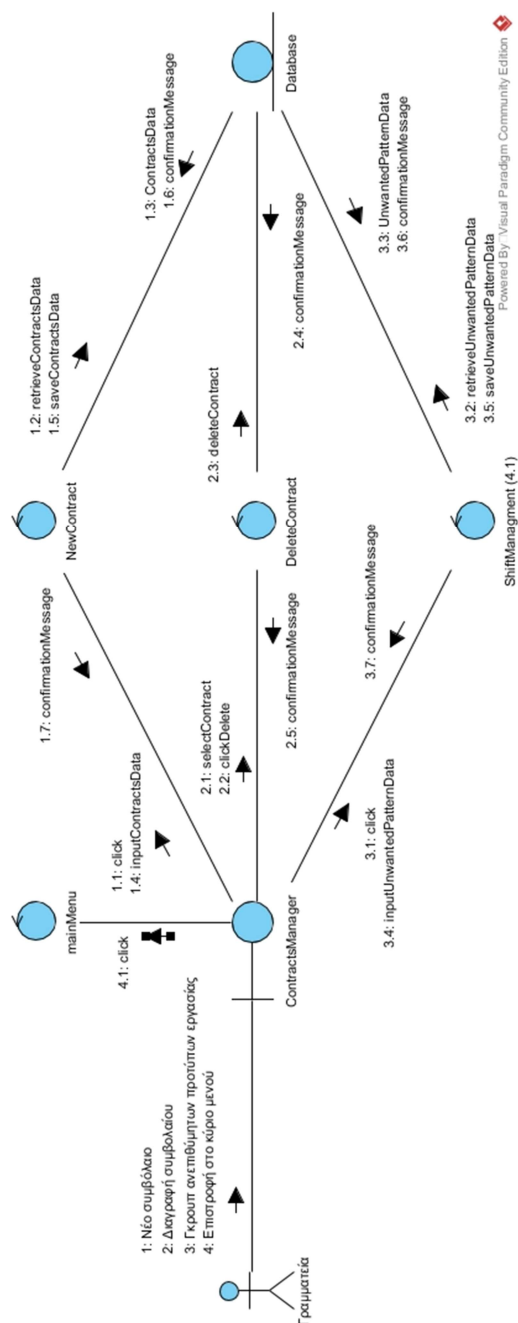 1: Νέο συμβόλαιο
2: Διαγραφή συμβολαίου
3: Γκρουπ ανεπιθύμητων προτύπων εργασίας
4: Επιστροφή στο κύριο μενού
Γραμματεία
4.1: click
mainMenu
ContractsManager
1.1: click
1.4: inputContractsData
1.7: confirmationMessage
NewContract
1.2: retrieveContractsData
1.5: saveContractsData
1.3: ContractsData
1.6: confirmationMessage
2.1: selectContract
2.2: clickDelete
2.5: confirmationMessage
DeleteContract
2.3: deleteContract
2.4: confirmationMessage
Database
3.1: click
3.4: inputUnwantedPatternData
3.7: confirmationMessage
ShiftManagment (4.1)
3.2: retrieveUnwantedPatternData
3.5: saveUnwantedPatternData
3.3: UnwantedPattenData
3.6: confirmationMessage
Powered By Visual Paradigm Community Edition